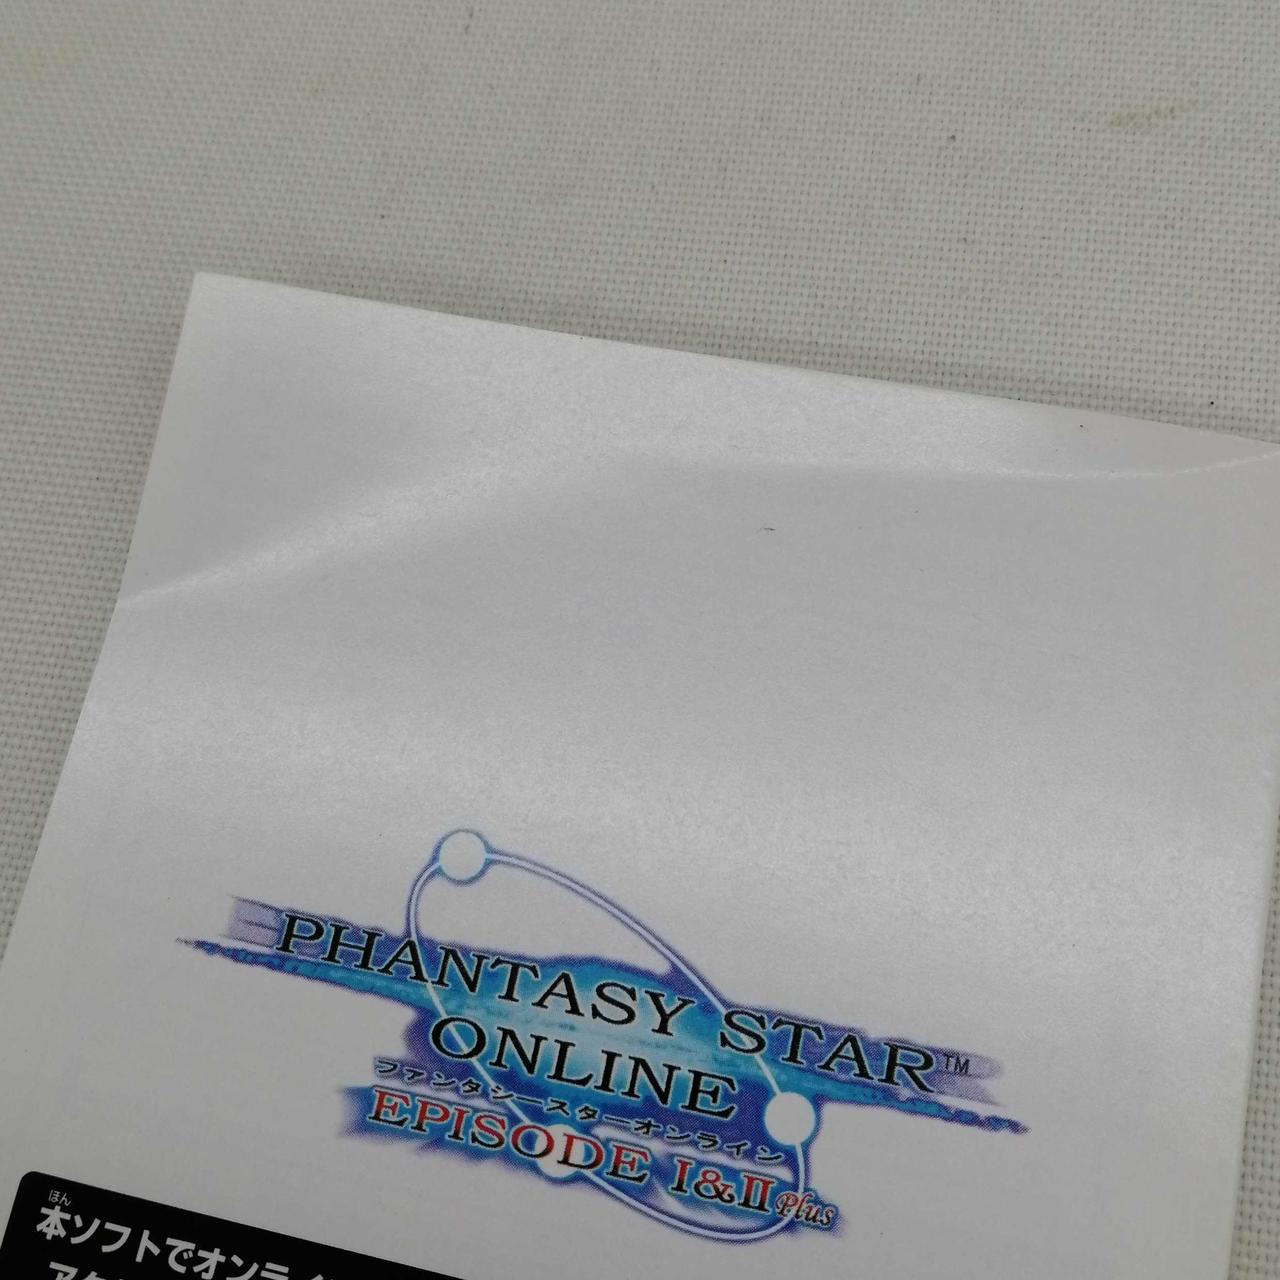 PHANTASY STAR™
ONLINE
ファンタシースターオンライン
EPISODE I&II Plus
ほん
本ソフトでオンライ